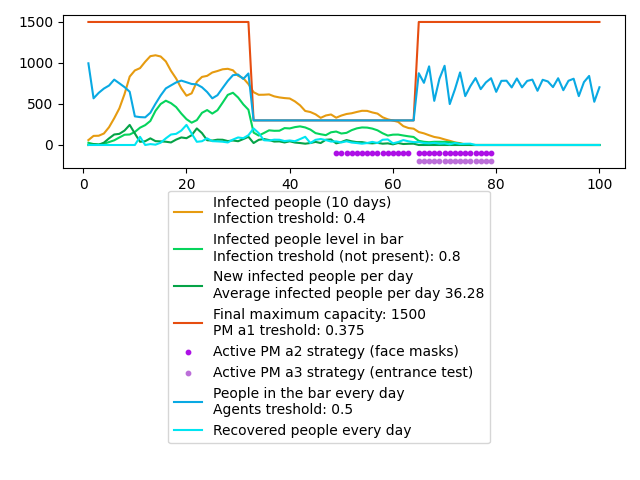 1500
1000
500
0
0 20 40 60 80 100
Infected people (10 days)
Infection treshold: 0.4
Infected people level in bar
Infection treshold (not present): 0.8
New infected people per day
Average infected people per day 36.28
Final maximum capacity: 1500
PM a1 treshold: 0.375
Active PM a2 strategy (face masks)
Active PM a3 strategy (entrance test)
People in the bar every day
Agents treshold: 0.5
Recovered people every day